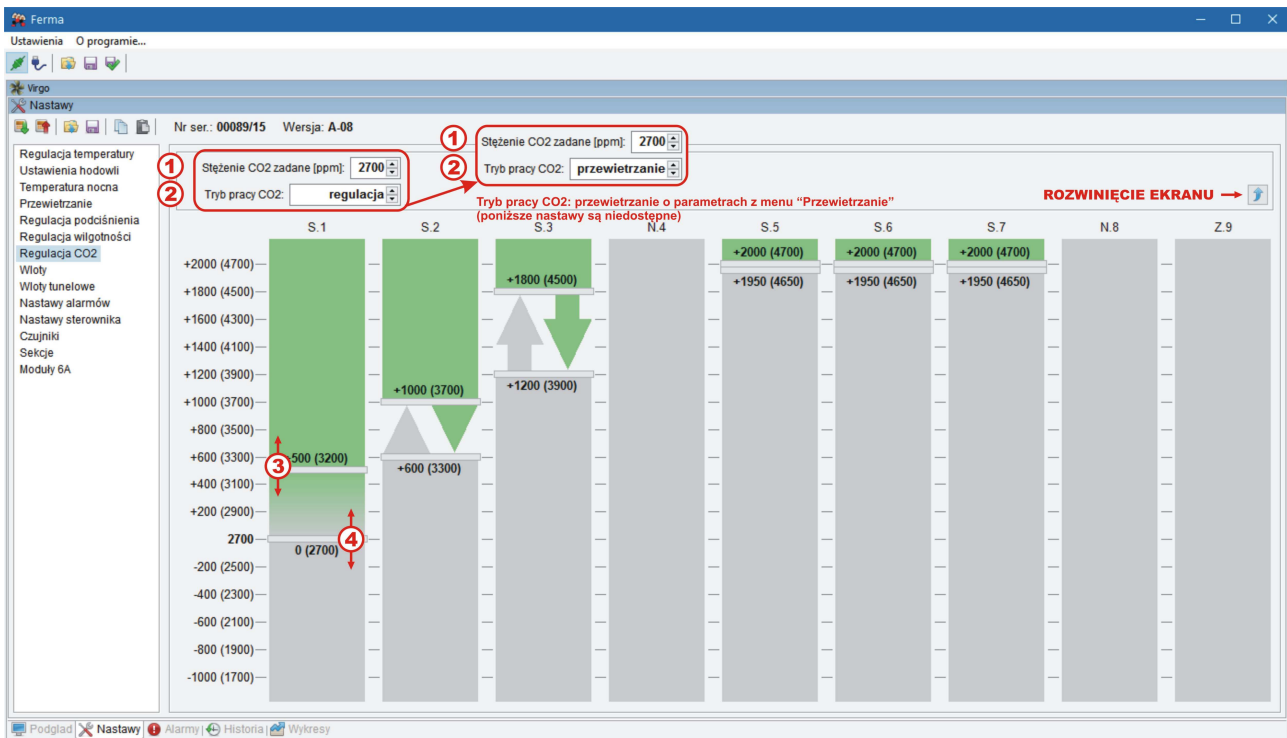 Ferma
Ustawienia O programie...
Virgo
Nastawy
Nr ser.: 00089/15 Wersja: A-08
Regulacja temperatury
Ustawienia hodowli
Temperatura nocna
Przewietrzanie
Regulacja podciśnienia
Regulacja wilgotności
Regulacja CO2
Wloty
Wloty tunelowe
Nastawy alarmów
Nastawy sterownika
Czujniki
Sekcje
Moduły 6A
1 Stężenie CO2 zadane [ppm]: 2700
2 Tryb pracy CO2: regulacja
1 Stężenie CO2 zadane [ppm]: 2700
2 Tryb pracy CO2: przewietrzanie
Tryb pracy CO2: przewietrzanie o parametrach z menu “Przewietrzanie”
(poniższe nastawy są niedostępne)
ROZWINIĘCIE EKRANU
S.1 S.2 S.3 N.4 S.5 S.6 S.7 N.8 Z.9
+2000 (4700)
+1800 (4500)
+1600 (4300)
+1400 (4100)
+1200 (3900)
+1000 (3700)
+800 (3500)
+600 (3300)
+400 (3100)
+200 (2900)
2700
-200 (2500)
-400 (2300)
-600 (2100)
-800 (1900)
-1000 (1700)
3 +500 (3200)
4
0 (2700)
+1000 (3700)
+600 (3300)
+1800 (4500)
+1200 (3900)
+2000 (4700) +2000 (4700) +2000 (4700)
+1950 (4650) +1950 (4650) +1950 (4650)
Podgląd Nastawy Alarmy Historia Wykresy